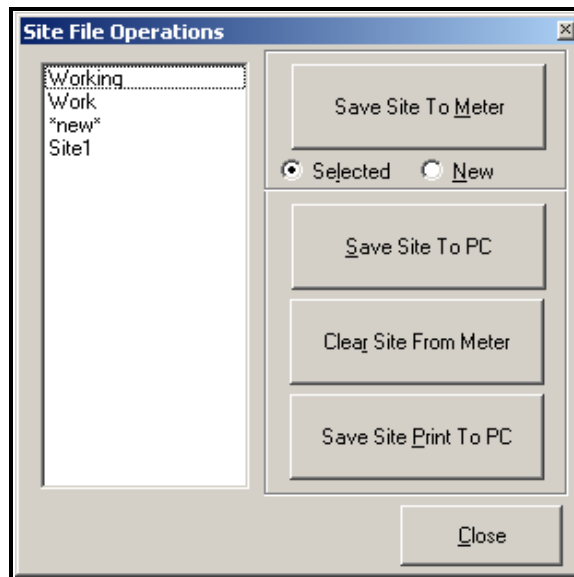 Site File Operations
Working
Work
*new*
Site1
Save Site To Meter
Selected
New
Save Site To PC
Clear Site From Meter
Save Site Print To PC
Close